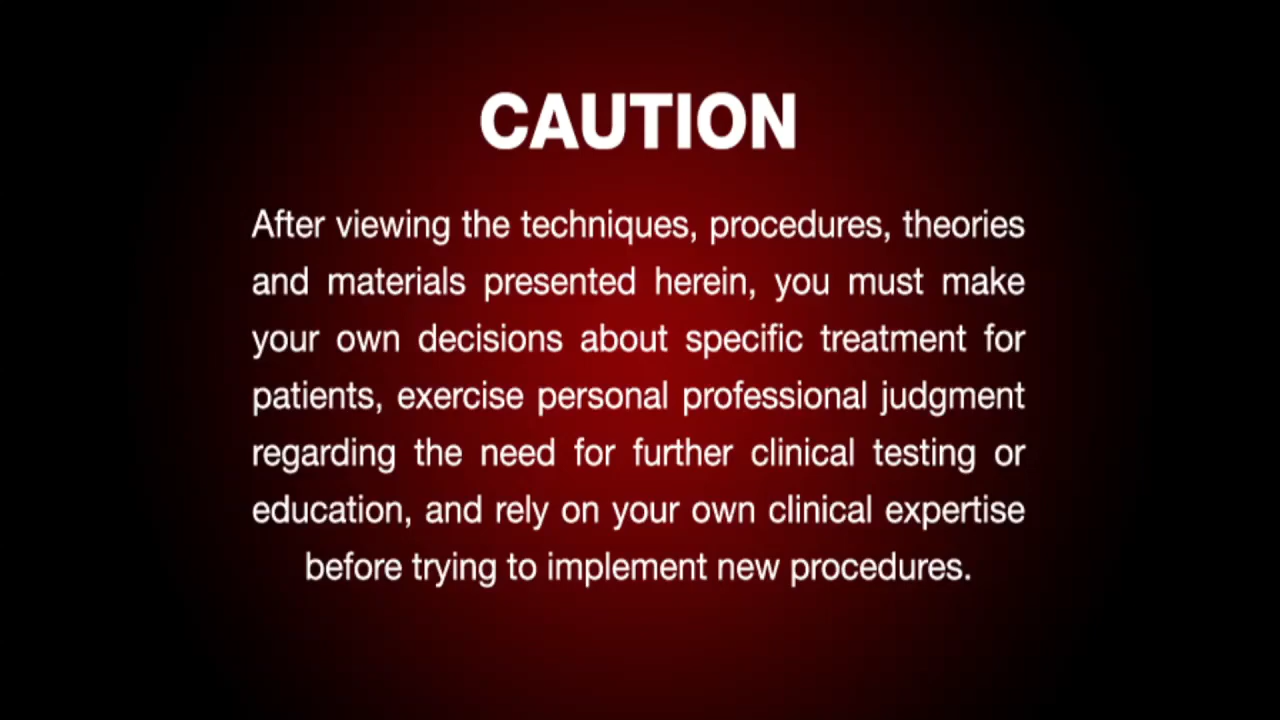 CAUTION
After viewing the techniques, procedures, theories
and materials presented herein, you must make
your own decisions about specific treatment for
patients, exercise personal professional judgment
regarding the need for further clinical testing or
education, and rely on your own clinical expertise
before trying to implement new procedures.